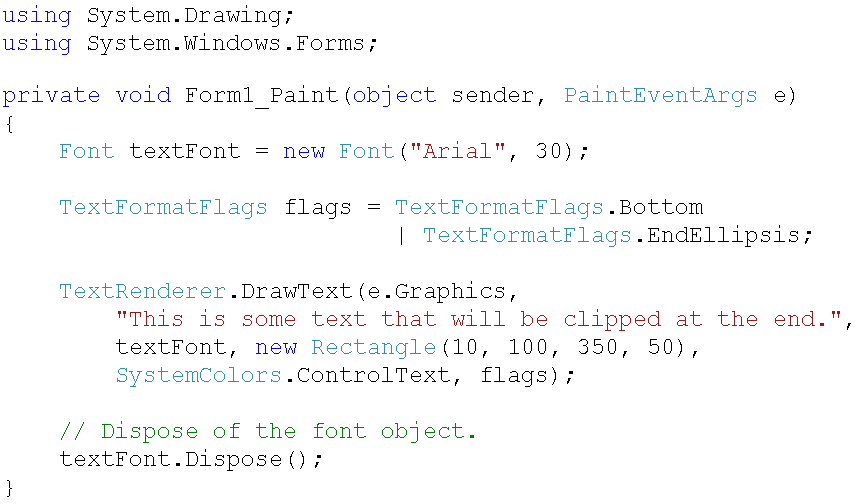 using System.Drawing;
using System.Windows.Forms;

private void Form1_Paint(object sender, PaintEventArgs e)
{
    Font textFont = new Font("Arial", 30);

    TextFormatFlags flags = TextFormatFlags.Bottom
                            | TextFormatFlags.EndEllipsis;

    TextRenderer.DrawText(e.Graphics,
        "This is some text that will be clipped at the end.",
        textFont, new Rectangle(10, 100, 350, 50),
        SystemColors.ControlText, flags);

    // Dispose of the font object.
    textFont.Dispose();
}